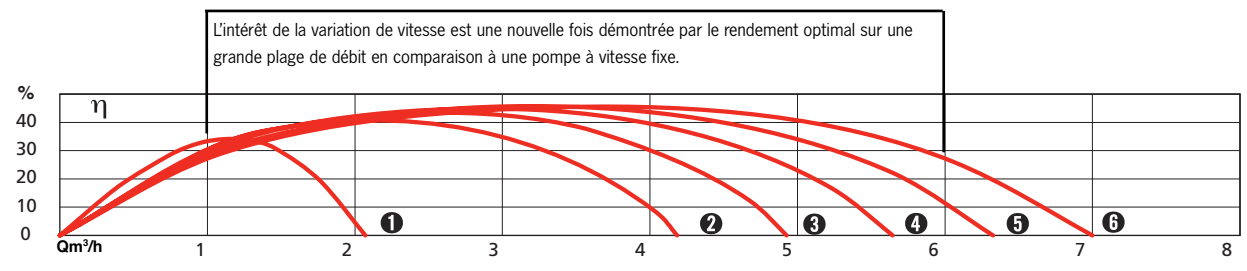 L'intérêt de la variation de vitesse est une nouvelle fois démontrée par le rendement optimal sur une
grande plage de débit en comparaison à une pompe à vitesse fixe.
%
η
40
30
20
10
0
❶ ❷ ❸ ❹ ❺ ❻
Qm³/h 1 2 3 4 5 6 7 8